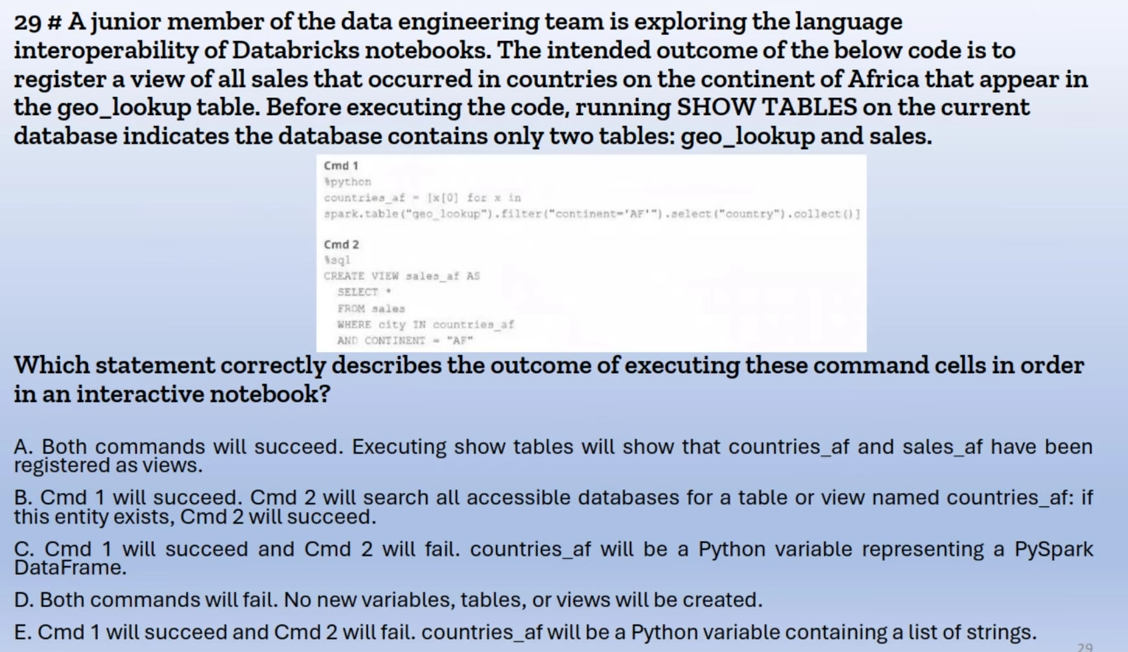 29 # A junior member of the data engineering team is exploring the language
interoperability of Databricks notebooks. The intended outcome of the below code is to
register a view of all sales that occurred in countries on the continent of Africa that appear in
the geo_lookup table. Before executing the code, running SHOW TABLES on the current
database indicates the database contains only two tables: geo_lookup and sales.
Cmd 1
%python
countries_af = [x[0] for x in
spark.table("geo_lookup").filter("continent='AF'").select("country").collect()]
Cmd 2
%sql
CREATE VIEW sales_af AS
SELECT *
FROM sales
WHERE city IN countries_af
AND CONTINENT = "AF"
Which statement correctly describes the outcome of executing these command cells in order
in an interactive notebook?
A. Both commands will succeed. Executing show tables will show that countries_af and sales_af have been
registered as views.
B. Cmd 1 will succeed. Cmd 2 will search all accessible databases for a table or view named countries_af: if
this entity exists, Cmd 2 will succeed.
C. Cmd 1 will succeed and Cmd 2 will fail. countries_af will be a Python variable representing a PySpark
DataFrame.
D. Both commands will fail. No new variables, tables, or views will be created.
E. Cmd 1 will succeed and Cmd 2 will fail. countries_af will be a Python variable containing a list of strings.
29